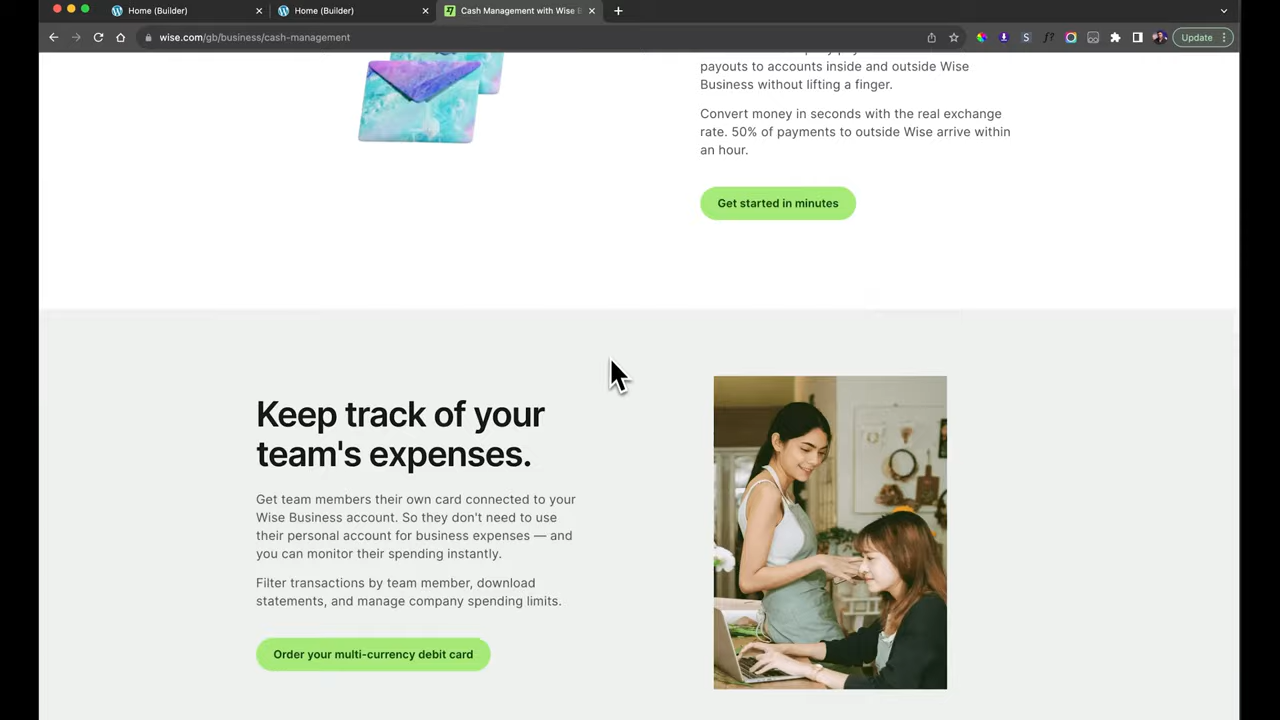 Home (Builder)
Home (Builder)
Cash Management with Wise B
wise.com/gb/business/cash-management
Update
payouts to accounts inside and outside Wise
Business without lifting a finger.
Convert money in seconds with the real exchange
rate. 50% of payments to outside Wise arrive within
an hour.
Get started in minutes
Keep track of your
team's expenses.
Get team members their own card connected to your
Wise Business account. So they don't need to use
their personal account for business expenses — and
you can monitor their spending instantly.
Filter transactions by team member, download
statements, and manage company spending limits.
Order your multi-currency debit card